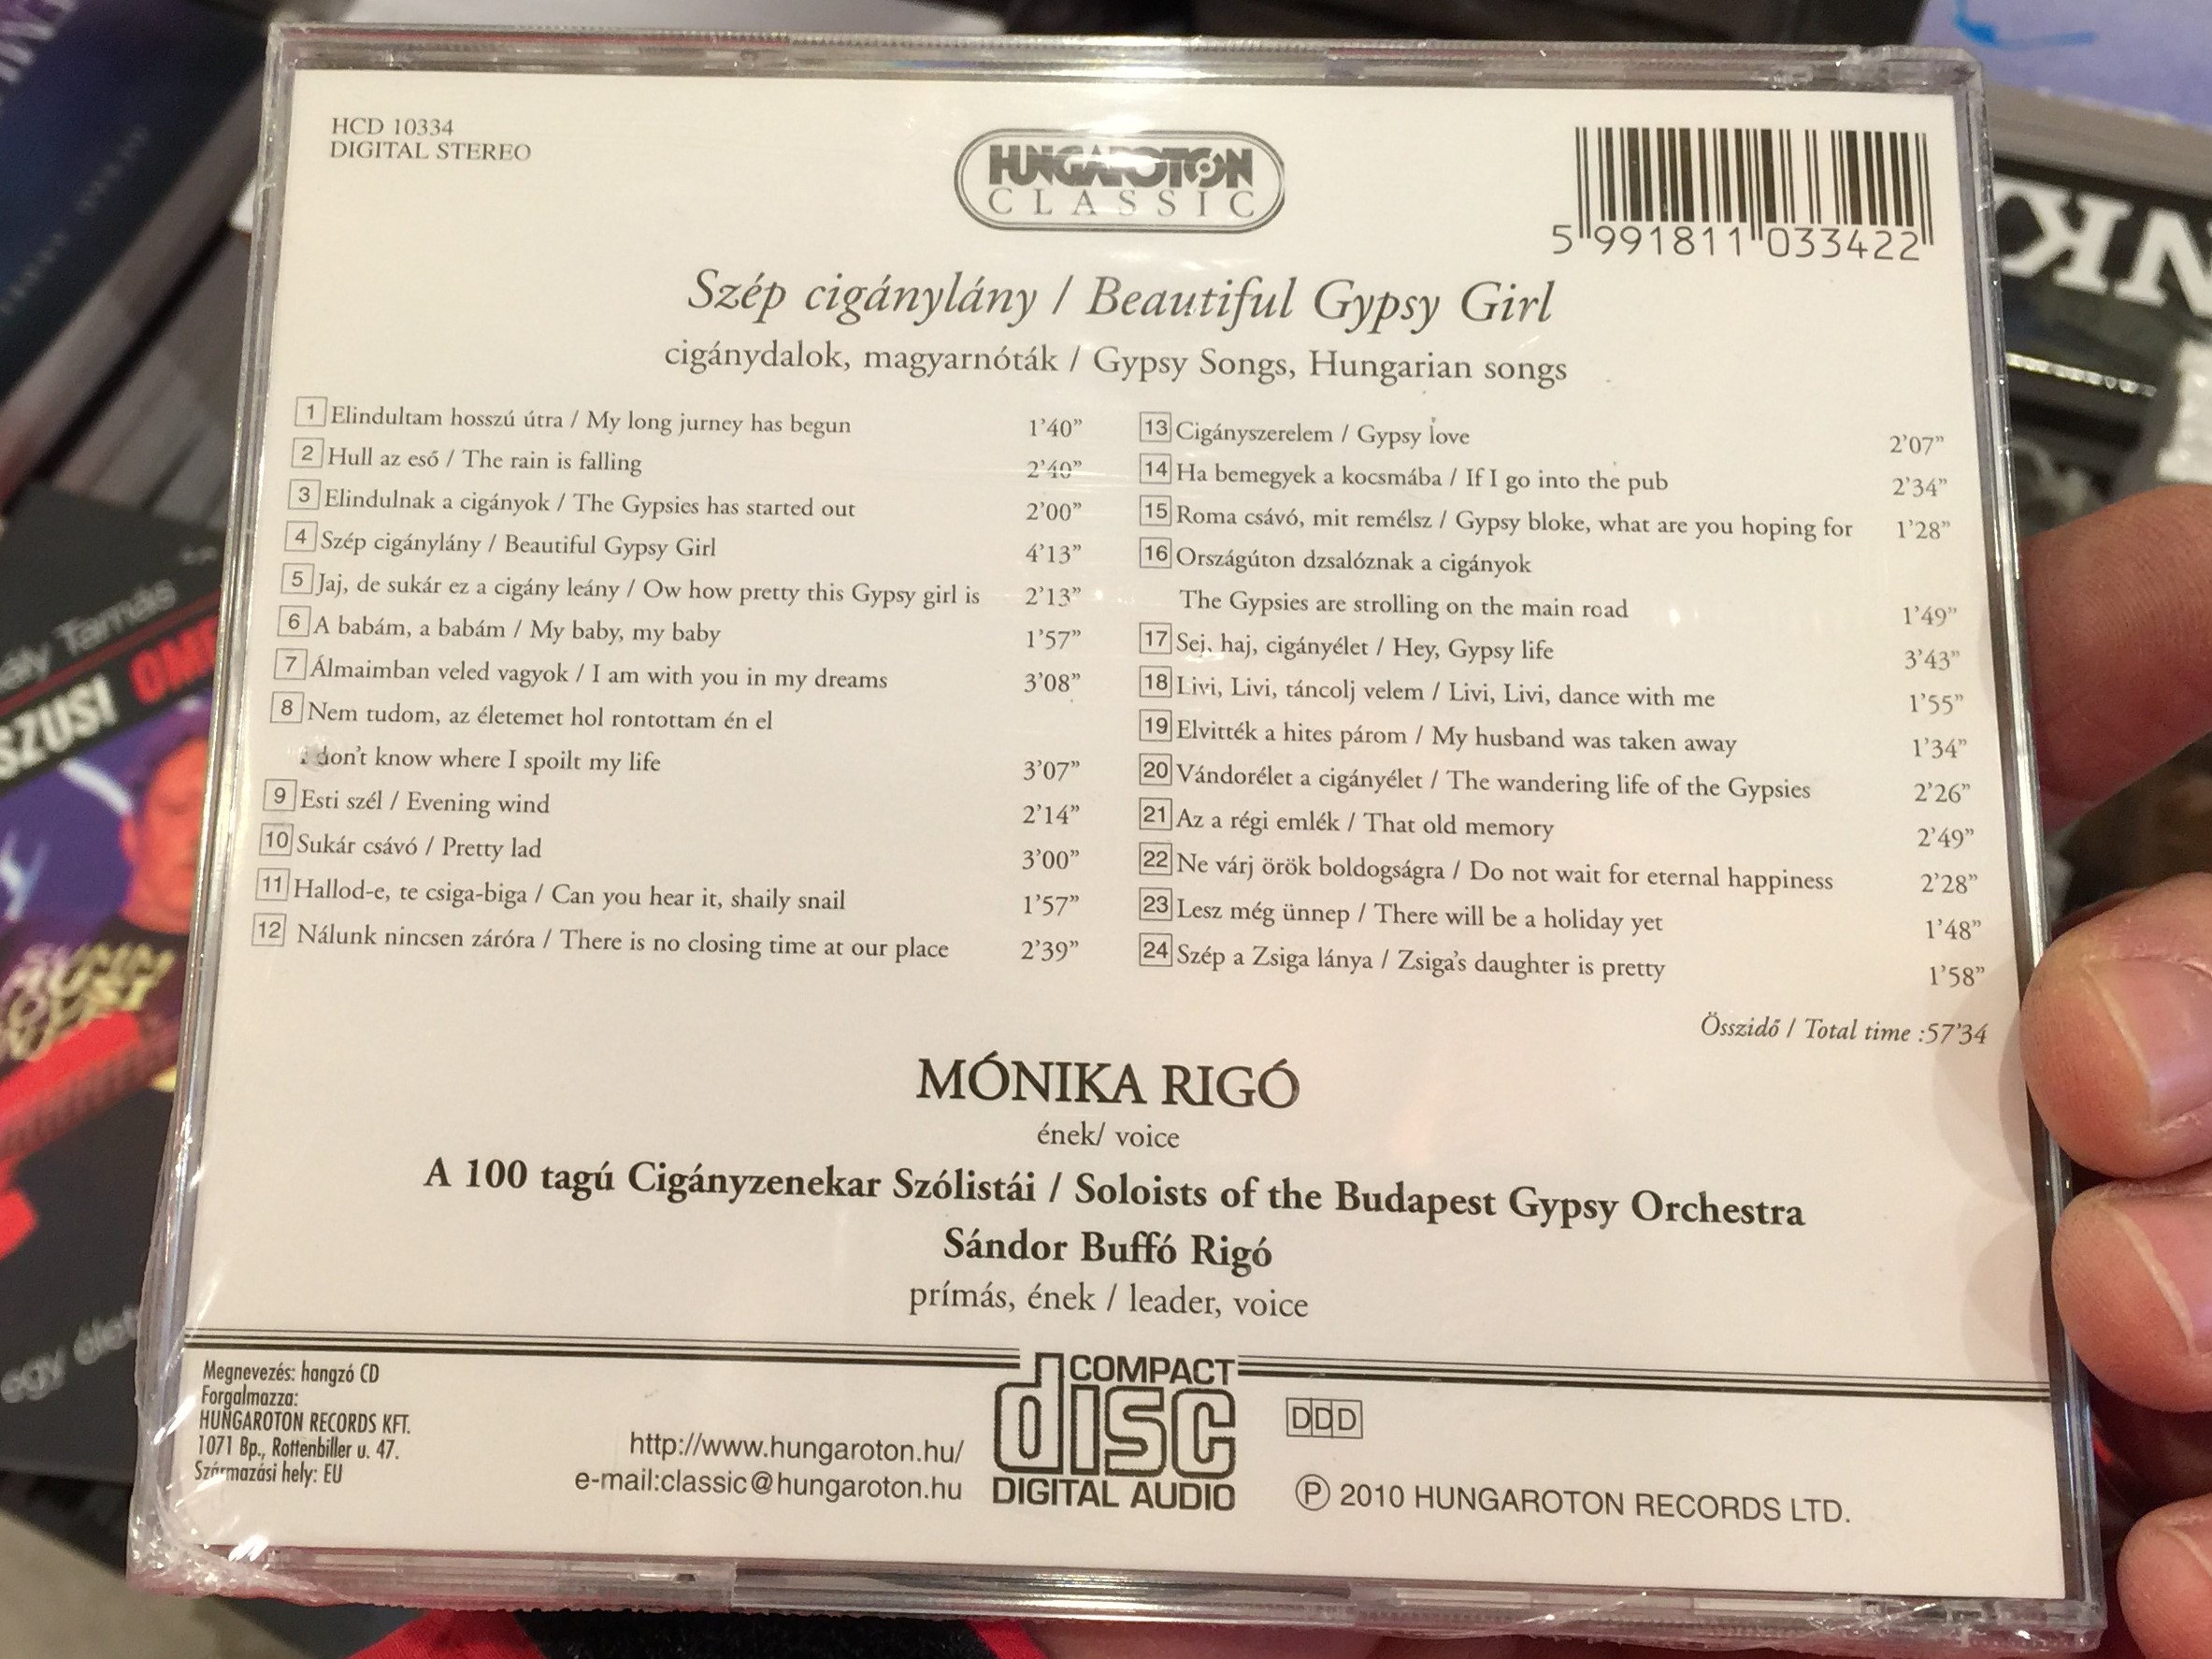 HCD 10334
DIGITAL STEREO
HUNGAROTON
CLASSIC
5 991811 033422
Szép cigánylány / Beautiful Gypsy Girl
cigánydalok, magyarnóták / Gypsy Songs, Hungarian songs
1 Elindultam hosszú útra / My long jurney has begun 1'40”
2 Hull az eső / The rain is falling 2'40”
3 Elindulnak a cigányok / The Gypsies has started out 2'00”
4 Szép cigánylány / Beautiful Gypsy Girl 4'13”
5 Jaj, de sukár ez a cigány leány / Ow how pretty this Gypsy girl is 2'13”
6 A babám, a babám / My baby, my baby 1'57”
7 Álmaimban veled vagyok / I am with you in my dreams 3'08”
8 Nem tudom, az életemet hol rontottam én el
I don't know where I spoilt my life 3'07”
9 Esti szél / Evening wind 2'14”
10 Sukár csávó / Pretty lad 3'00”
11 Hallod-e, te csiga-biga / Can you hear it, shaily snail 1'57”
12 Nálunk nincsen záróra / There is no closing time at our place 2'39”
13 Cigányszerelem / Gypsy love 2'07”
14 Ha bemegyek a kocsmába / If I go into the pub 2'34”
15 Roma csávó, mit remélsz / Gypsy bloke, what are you hoping for 1'28”
16 Országúton dzsalóznak a cigányok
The Gypsies are strolling on the main road 1'49”
17 Sej, haj, cigányélet / Hey, Gypsy life 3'43”
18 Livi, Livi, táncolj velem / Livi, Livi, dance with me 1'55”
19 Elvitték a hites párom / My husband was taken away 1'34”
20 Vándorélet a cigányélet / The wandering life of the Gypsies 2'26”
21 Az a régi emlék / That old memory 2'49”
22 Ne várj örök boldogságra / Do not wait for eternal happiness 2'28”
23 Lesz még ünnep / There will be a holiday yet 1'48”
24 Szép a Zsiga lánya / Zsiga's daughter is pretty 1'58”
Összidő / Total time :57'34
MÓNIKA RIGÓ
ének/ voice
A 100 tagú Cigányzenekar Szólistái / Soloists of the Budapest Gypsy Orchestra
Sándor Buffó Rigó
prímás, ének / leader, voice
Megnevezés: hangzó CD
Forgalmazza:
HUNGAROTON RECORDS KFT.
1071 Bp., Rottenbiller u. 47.
Származási hely: EU
http://www.hungaroton.hu/
e-mail:classic@hungaroton.hu
COMPACT
disc
DIGITAL AUDIO
DDD
Ⓟ 2010 HUNGAROTON RECORDS LTD.
Tamás
SZUSI OME
egy élet
NK